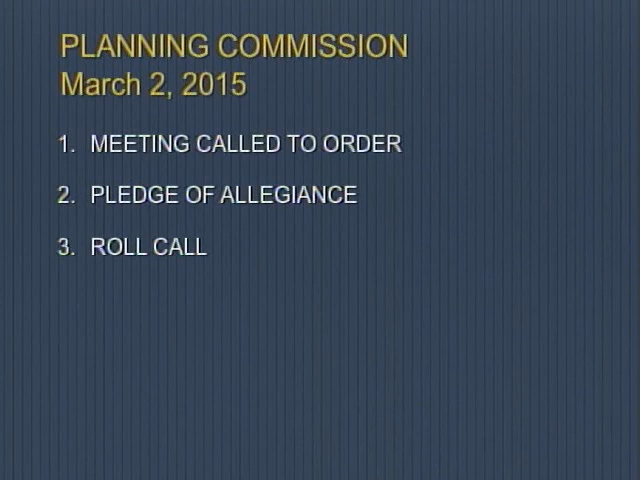 PLANNING COMMISSION
March 2, 2015
1. MEETING CALLED TO ORDER
2. PLEDGE OF ALLEGIANCE
3. ROLL CALL